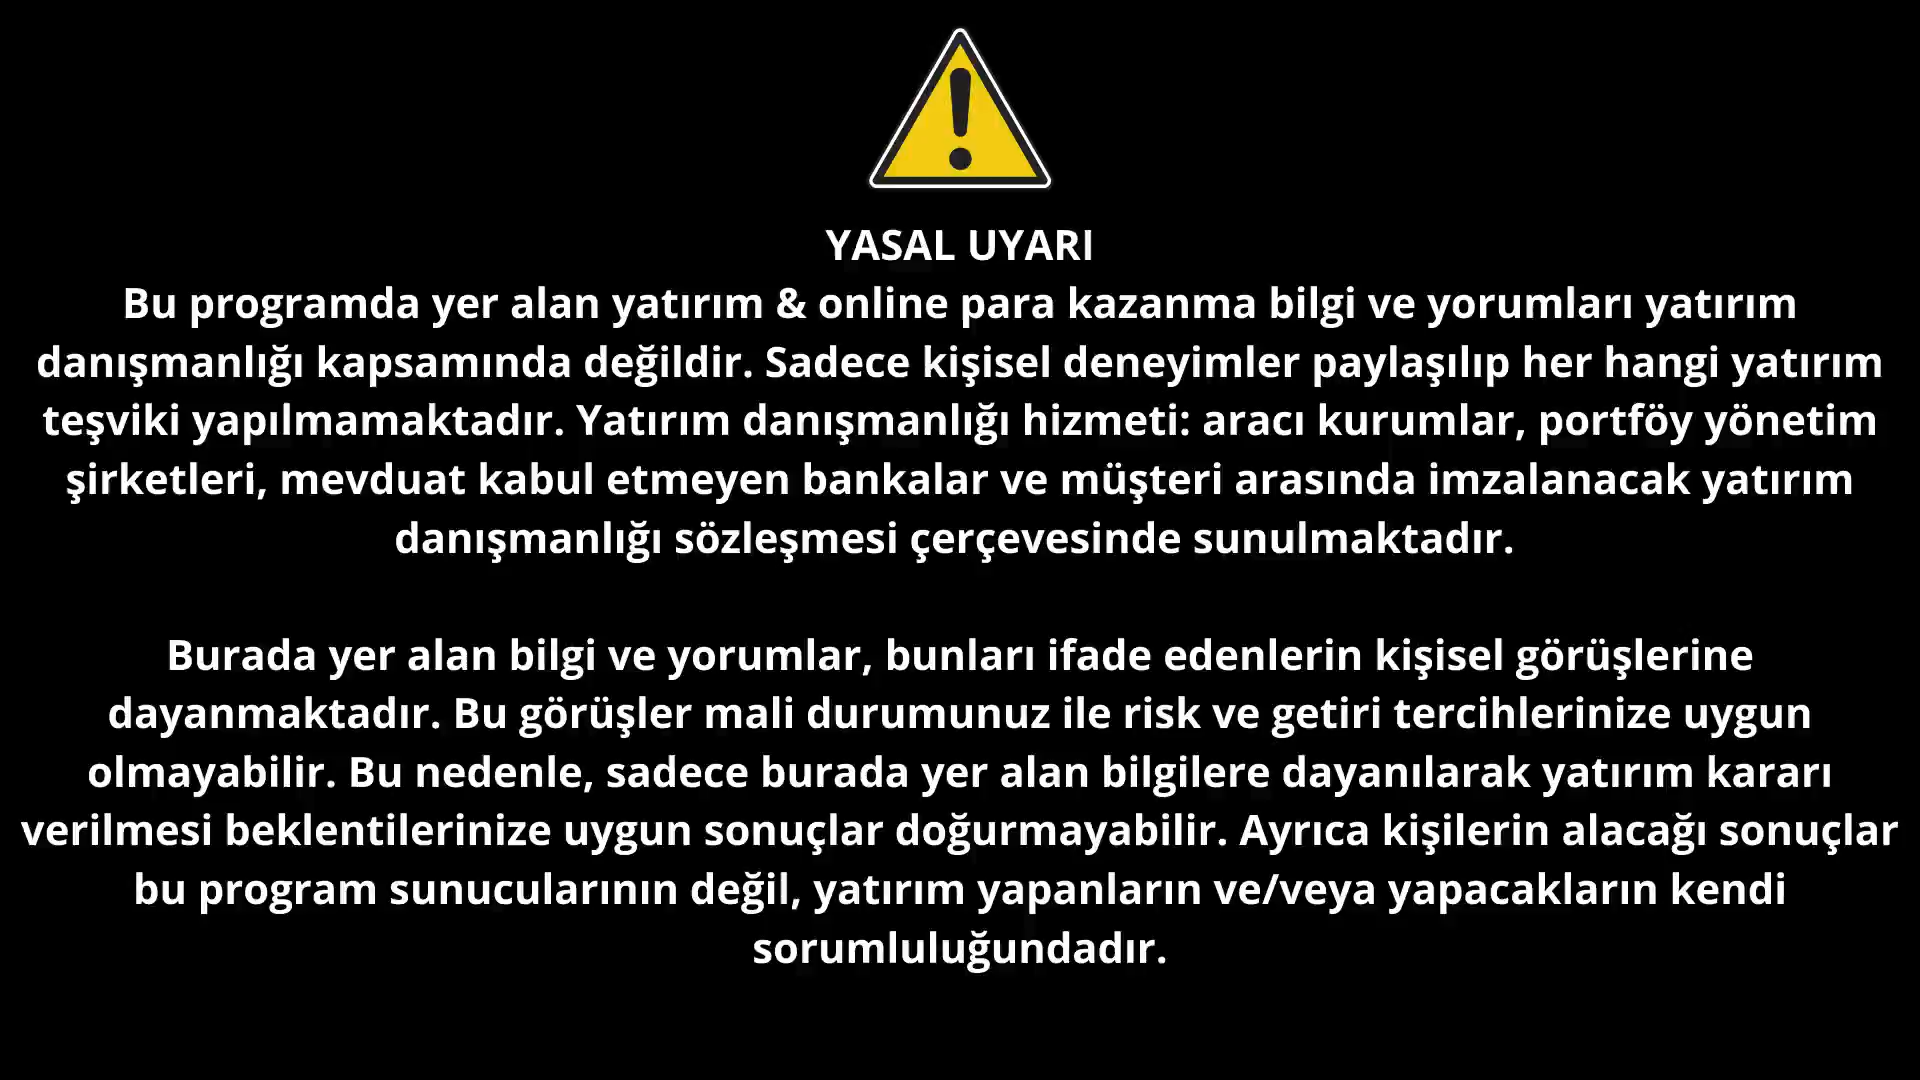 YASAL UYARI
Bu programda yer alan yatırım & online para kazanma bilgi ve yorumları yatırım
danışmanlığı kapsamında değildir. Sadece kişisel deneyimler paylaşılıp her hangi yatırım
teşviki yapılmamaktadır. Yatırım danışmanlığı hizmeti: aracı kurumlar, portföy yönetim
şirketleri, mevduat kabul etmeyen bankalar ve müşteri arasında imzalanacak yatırım
danışmanlığı sözleşmesi çerçevesinde sunulmaktadır.
Burada yer alan bilgi ve yorumlar, bunları ifade edenlerin kişisel görüşlerine
dayanmaktadır. Bu görüşler mali durumunuz ile risk ve getiri tercihlerinize uygun
olmayabilir. Bu nedenle, sadece burada yer alan bilgilere dayanılarak yatırım kararı
verilmesi beklentilerinize uygun sonuçlar doğurmayabilir. Ayrıca kişilerin alacağı sonuçlar
bu program sunucularının değil, yatırım yapanların ve/veya yapacakların kendi
sorumluluğundadır.